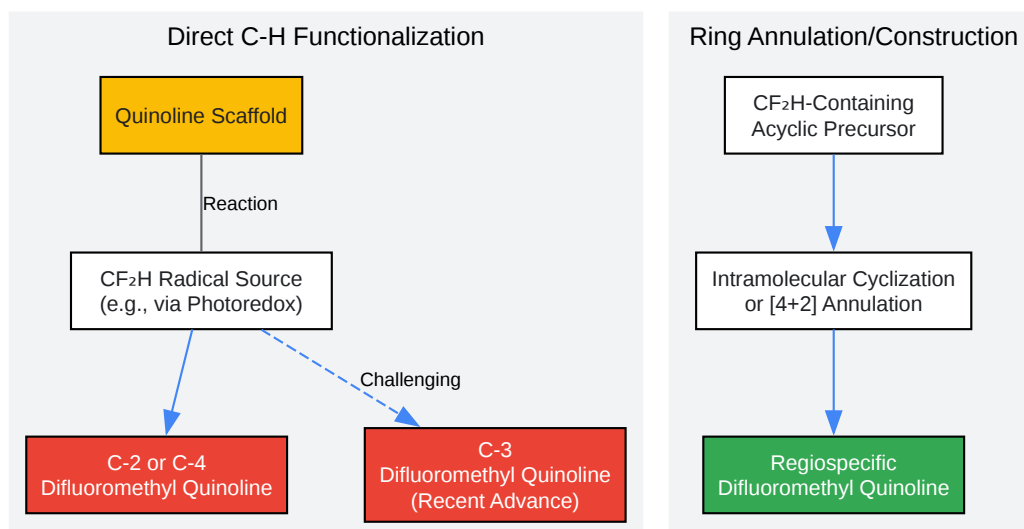 Direct C-H Functionalization
Quinoline Scaffold
Reaction
CF₂H Radical Source
(e.g., via Photoredox)
Challenging
C-2 or C-4
Difluoromethyl Quinoline
C-3
Difluoromethyl Quinoline
(Recent Advance)
Ring Annulation/Construction
CF₂H-Containing
Acyclic Precursor
Intramolecular Cyclization
or [4+2] Annulation
Regiospecific
Difluoromethyl Quinoline